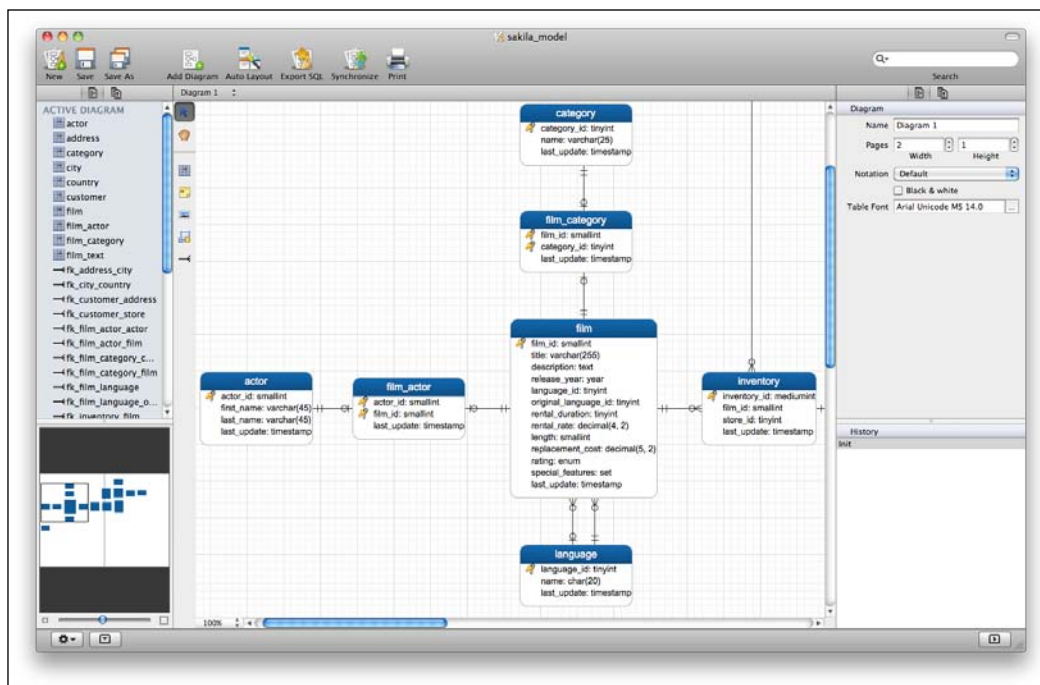 sakila_model
New Save Save As Add Diagram Auto Layout Export SQL Synchronize Print Search
Diagram 1
ACTIVE DIAGRAM
actor
address
category
city
country
customer
film
film_actor
film_category
film_text
fk_address_city
fk_city_country
fk_customer_address
fk_customer_store
fk_film_actor_actor
fk_film_actor_film
fk_film_category_c...
fk_film_category_film
fk_film_language
fk_film_language_o...
fk_inventory_film
category
category_id: tinyint
name: varchar(25)
last_update: timestamp
film_category
film_id: smallint
category_id: tinyint
last_update: timestamp
actor
actor_id: smallint
first_name: varchar(45)
last_name: varchar(45)
last_update: timestamp
film_actor
actor_id: smallint
film_id: smallint
last_update: timestamp
film
film_id: smallint
title: varchar(255)
description: text
release_year: year
language_id: tinyint
original_language_id: tinyint
rental_duration: tinyint
rental_rate: decimal(4, 2)
length: smallint
replacement_cost: decimal(5, 2)
rating: enum
special_features: set
last_update: timestamp
inventory
inventory_id: mediumint
film_id: smallint
store_id: tinyint
last_update: timestamp
language
language_id: tinyint
name: char(20)
last_update: timestamp
100%
Diagram
Name Diagram 1
Pages 2 1
Width Height
Notation Default
Black & white
Table Font Arial Unicode MS 14.0 ...
History
Init